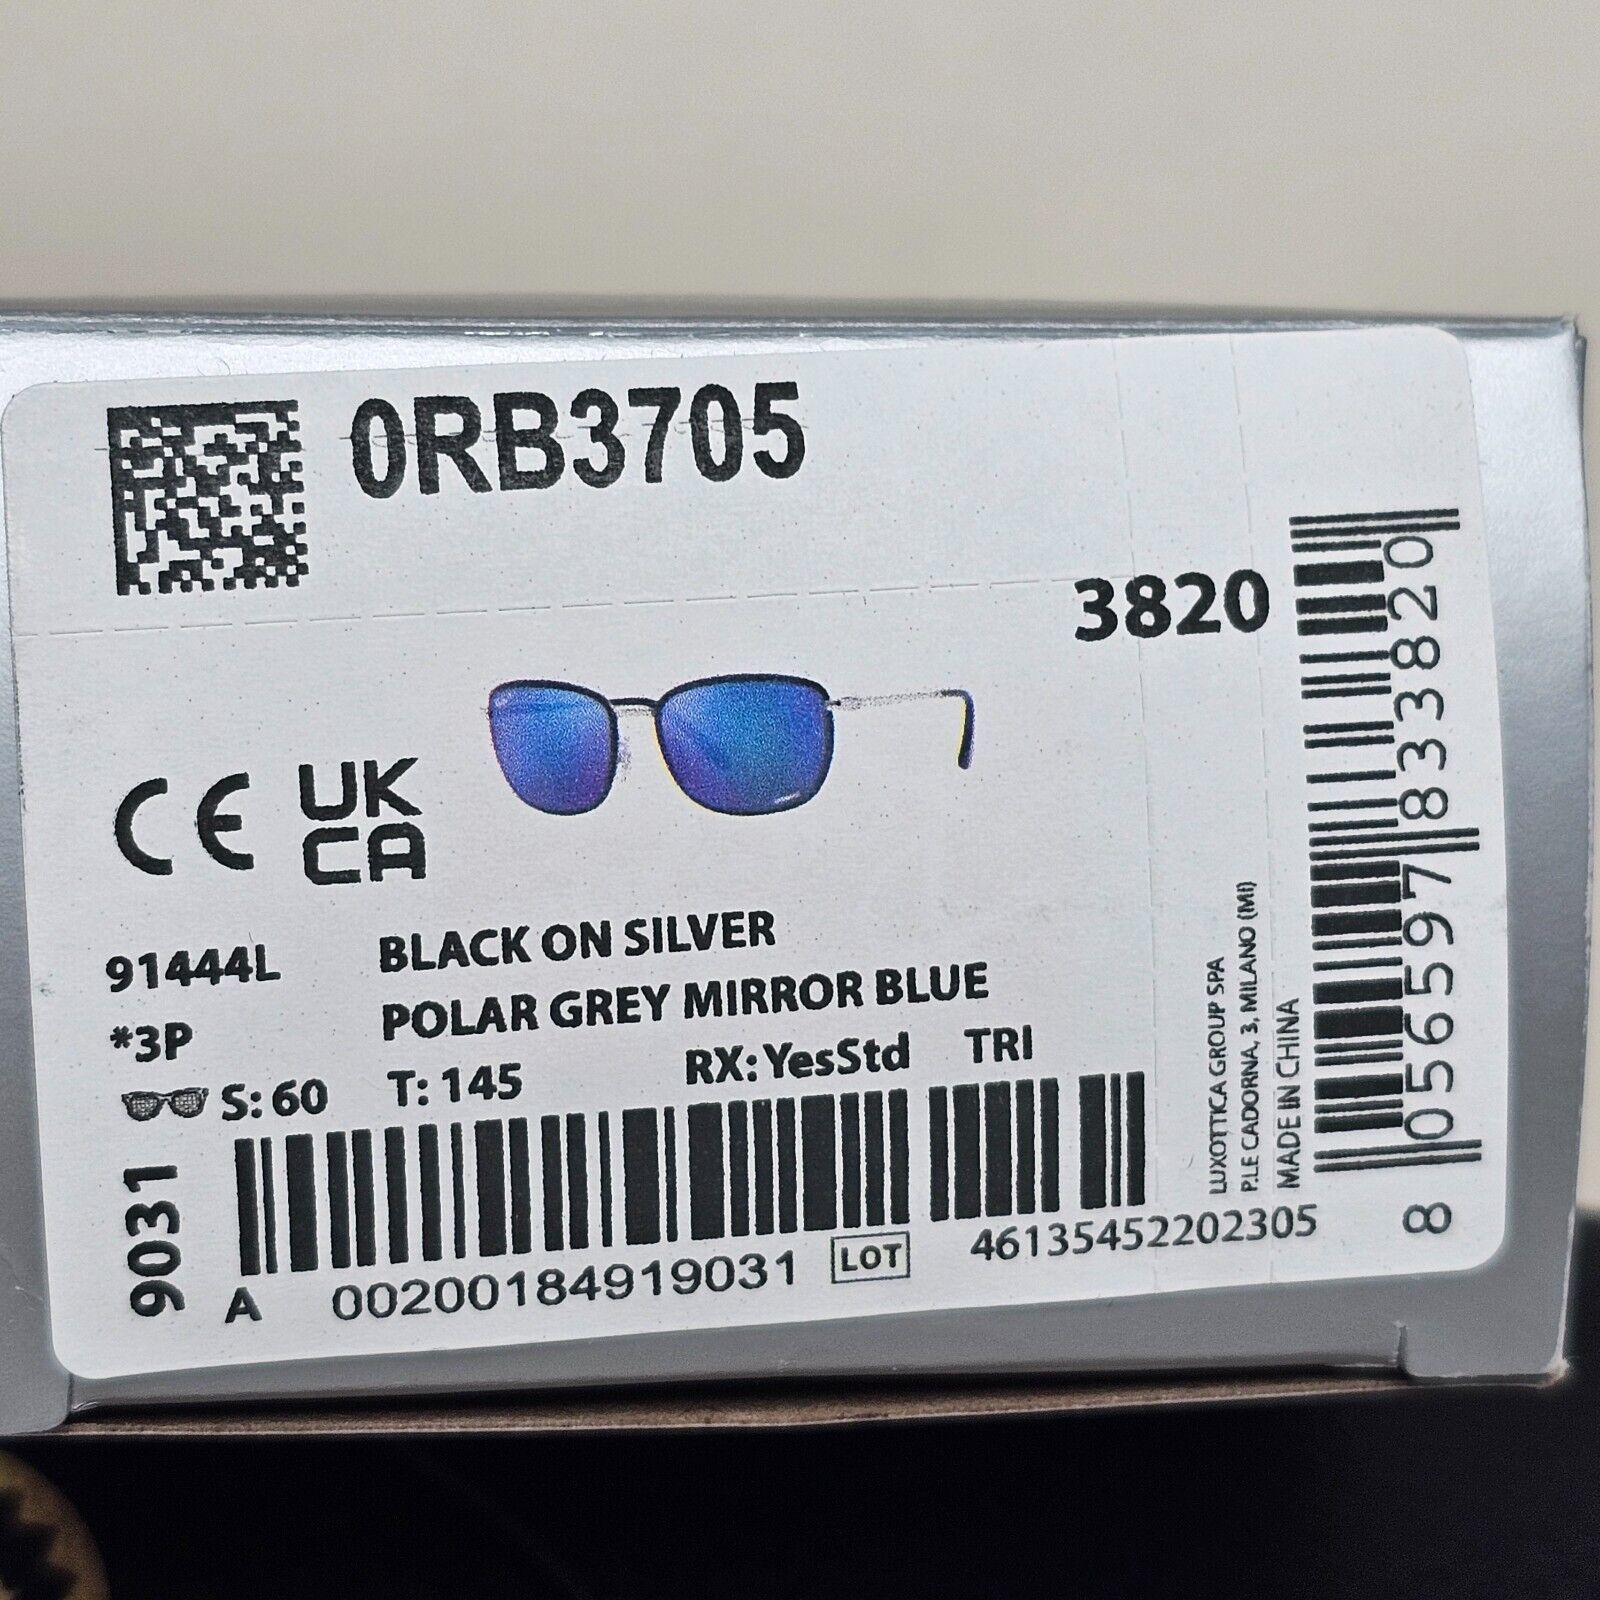 0RB3705
3820
CE UK
CA
91444L BLACK ON SILVER
*3P POLAR GREY MIRROR BLUE
S: 60 T: 145 RX: YesStd TRI
9031
A 00200184919031 LOT 46135452202305
LUXOTTICA GROUP SPA
P.LE CADORNA, 3, MILANO (MI)
MADE IN CHINA
8 056597 833820